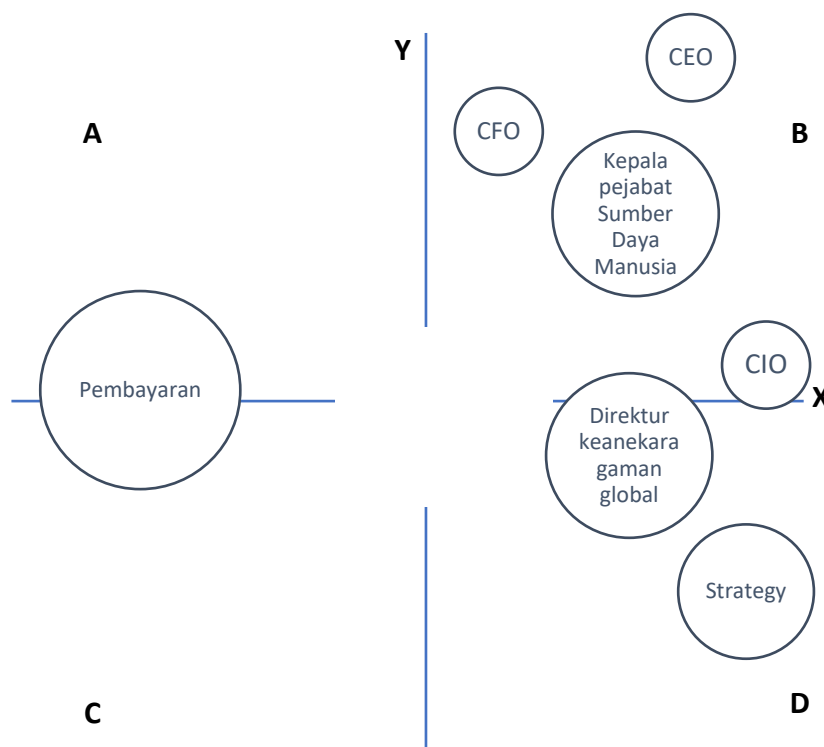 Y
CEO
A
CFO
B
Kepala
pejabat
Sumber
Daya
Manusia
CIO
Pembayaran
X
Direktur
keanekara
gaman
global
Strategy
C
D